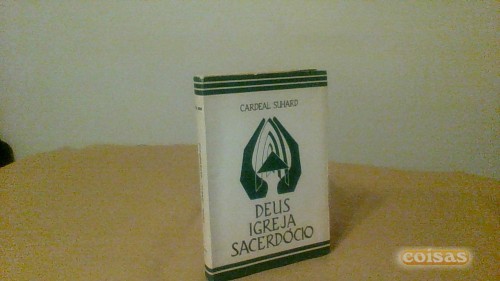 CARDEAL SUHARD
DEUS
IGREJA
SACERDÓCIO
coisas